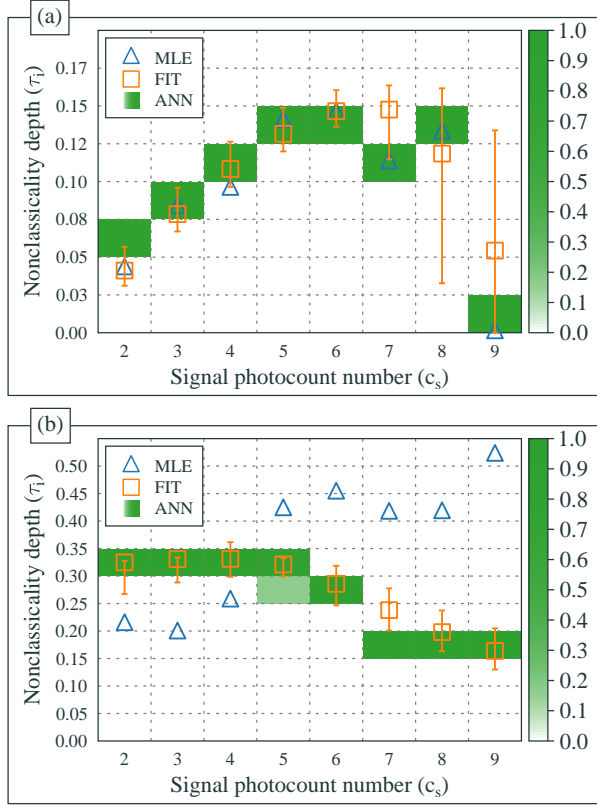 (a)
Nonclassicality depth (τi)
0.17
0.15
0.12
0.10
0.08
0.05
0.03
0.00
MLE
FIT
ANN
2 3 4 5 6 7 8 9
Signal photocount number (cs)
1.0
0.9
0.8
0.7
0.6
0.5
0.4
0.3
0.2
0.1
0.0
(b)
Nonclassicality depth (τi)
0.50
0.45
0.40
0.35
0.30
0.25
0.20
0.15
0.10
0.05
0.00
MLE
FIT
ANN
2 3 4 5 6 7 8 9
Signal photocount number (cs)
1.0
0.9
0.8
0.7
0.6
0.5
0.4
0.3
0.2
0.1
0.0